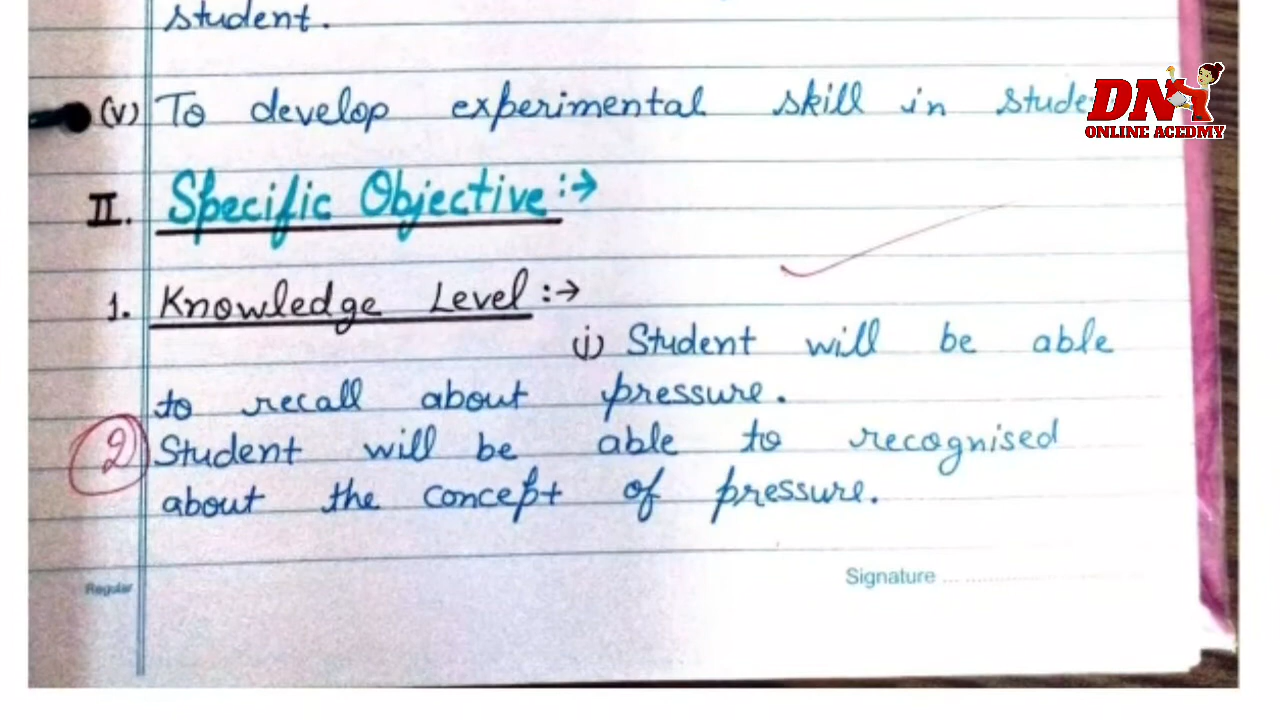 student.
(v) To develop experimental skill in stude
DN
ONLINE ACEDMY
II. Specific Objective :→
1. Knowledge Level :→
(i) Student will be able
to recall about pressure.
2 Student will be able to recognised
about the concept of pressure.
Regular
Signature